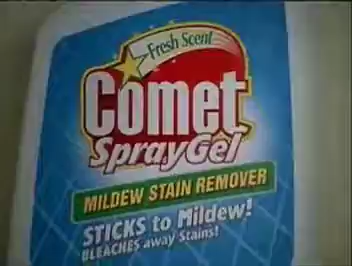 Fresh Scent
Comet
SprayGel
MILDEW STAIN REMOVER
STICKS to Mildew!
BLEACHES away Stains!